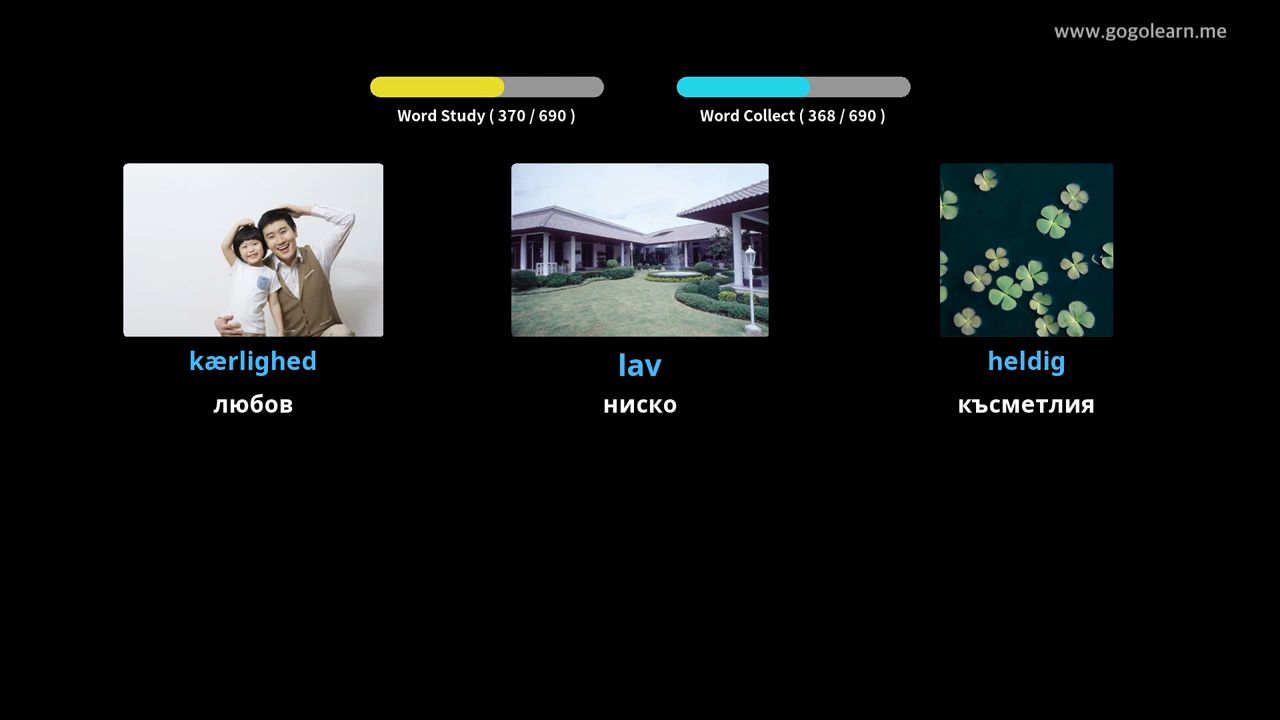 www.gogolearn.me
Word Study ( 370 / 690 )
Word Collect ( 368 / 690 )
kærlighed
любов
lav
ниско
heldig
късметлия